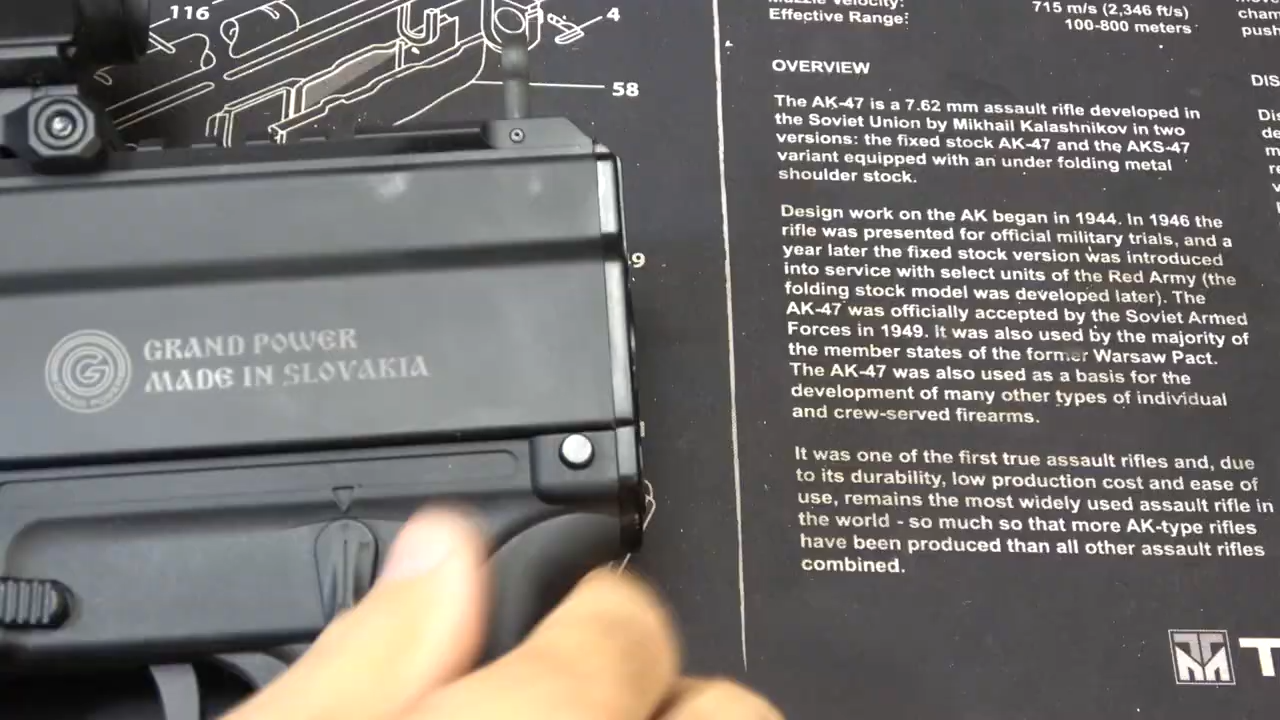 116
4
58
9
GRAND POWER
MADE IN SLOVAKIA
GRAND POWER
Muzzle Velocity:
715 m/s (2,346 ft/s)
Effective Range:
100-800 meters
OVERVIEW
The AK-47 is a 7.62 mm assault rifle developed in
the Soviet Union by Mikhail Kalashnikov in two
versions: the fixed stock AK-47 and the AKS-47
variant equipped with an under folding metal
shoulder stock.
Design work on the AK began in 1944. In 1946 the
rifle was presented for official military trials, and a
year later the fixed stock version was introduced
into service with select units of the Red Army (the
folding stock model was developed later). The
AK-47 was officially accepted by the Soviet Armed
Forces in 1949. It was also used by the majority of
the member states of the former Warsaw Pact.
The AK-47 was also used as a basis for the
development of many other types of individual
and crew-served firearms.
It was one of the first true assault rifles and, due
to its durability, low production cost and ease of
use, remains the most widely used assault rifle in
the world - so much so that more AK-type rifles
have been produced than all other assault rifles
combined.
cham
push
DIS
Dis
de
m
re
T